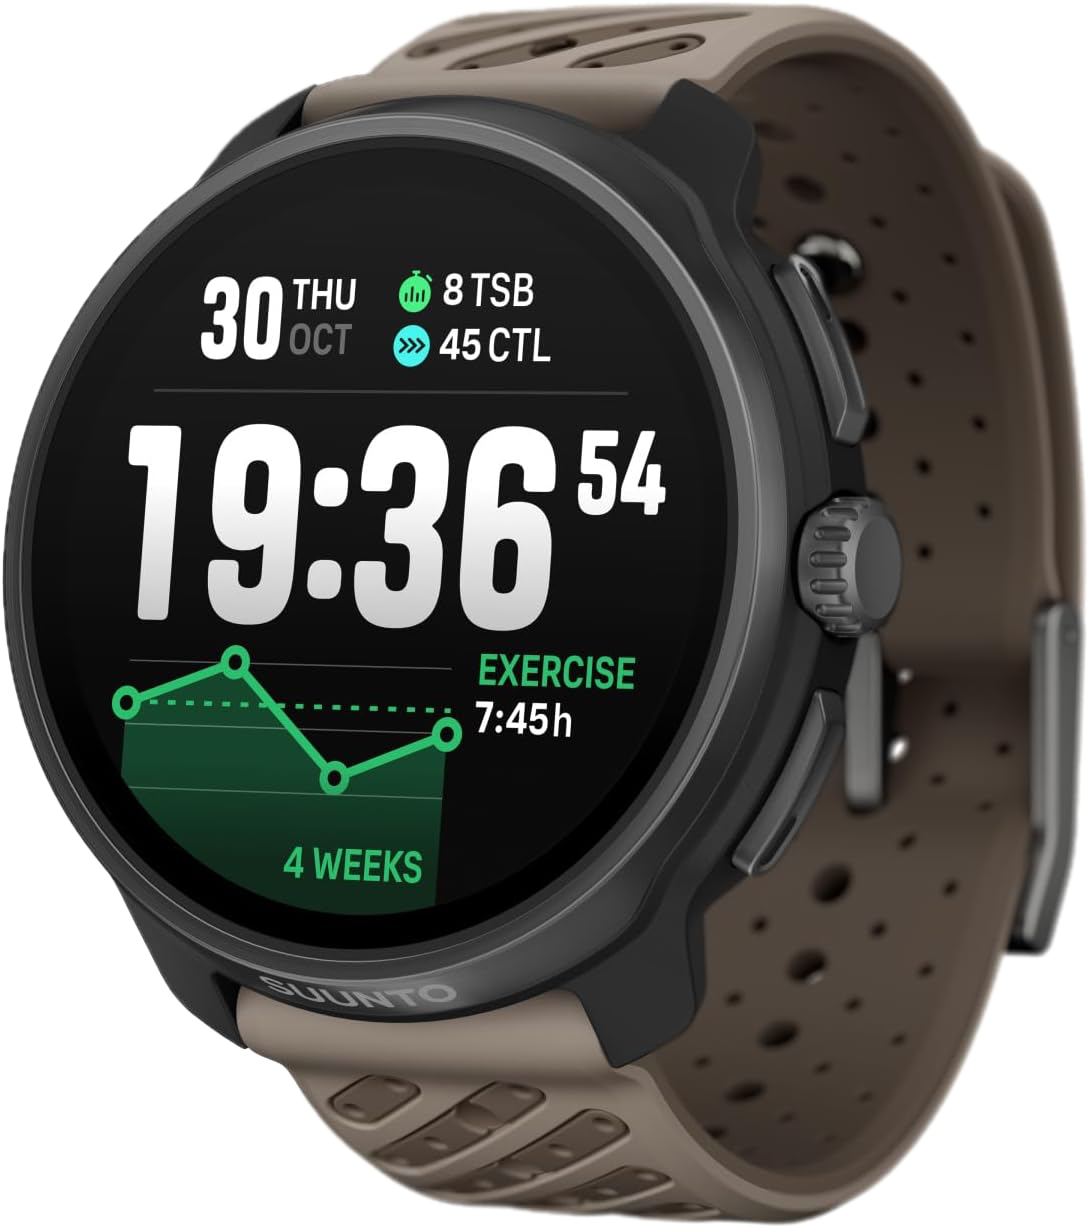 30 THU 8 TSB
OCT 45 CTL
19:36 54
EXERCISE
7:45h
4 WEEKS
SUUNTO